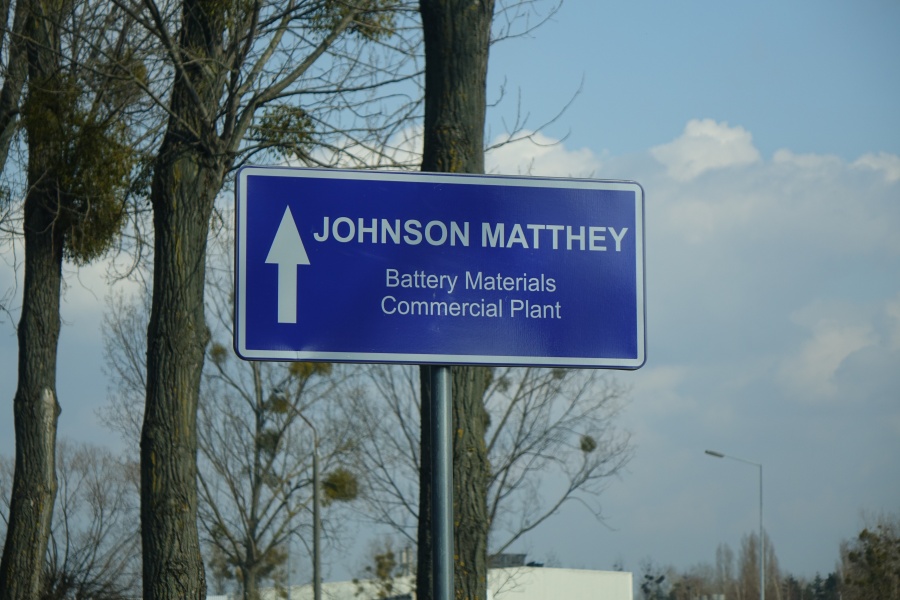 JOHNSON MATTHEY
Battery Materials
Commercial Plant